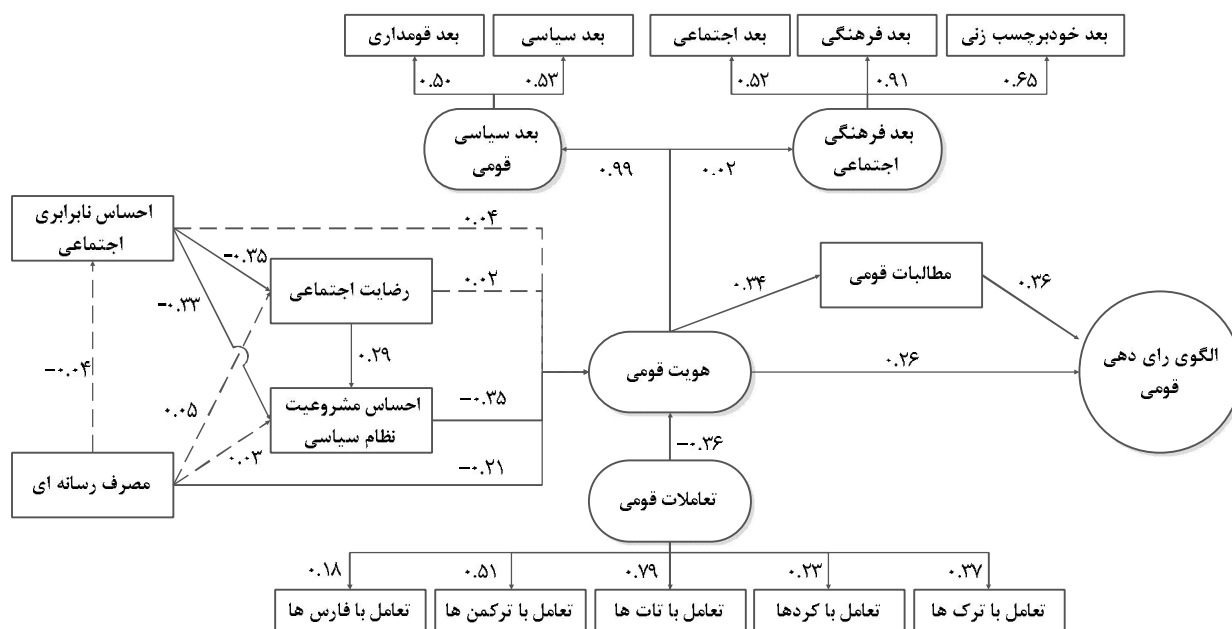 بعد خودبرچسب زنی
بعد فرهنگی
بعد اجتماعی
بعد سیاسی
بعد قومداری
۰.۶۵
۰.۹۱
۰.۵۲
۰.۵۳
۰.۵۰
بعد فرهنگی
اجتماعی
بعد سیاسی
قومی
۰.۰۲
۰.۹۹
احساس نابرابری
اجتماعی
۰.۰۴
−۰.۳۵
رضایت اجتماعی
۰.۰۲
مطالبات قومی
−۰.۳۳
۰.۳۴
۰.۳۶
۰.۲۹
−۰.۰۴
هویت قومی
۰.۲۶
الگوی رای دهی
قومی
احساس مشروعیت
نظام سیاسی
−۰.۳۵
۰.۰۵
۰.۰۳
−۰.۳۶
−۰.۲۱
مصرف رسانه ای
تعاملات قومی
۰.۳۷
۰.۲۳
۰.۷۹
۰.۵۱
۰.۱۸
تعامل با ترک ها
تعامل با کردها
تعامل با تات ها
تعامل با ترکمن ها
تعامل با فارس ها